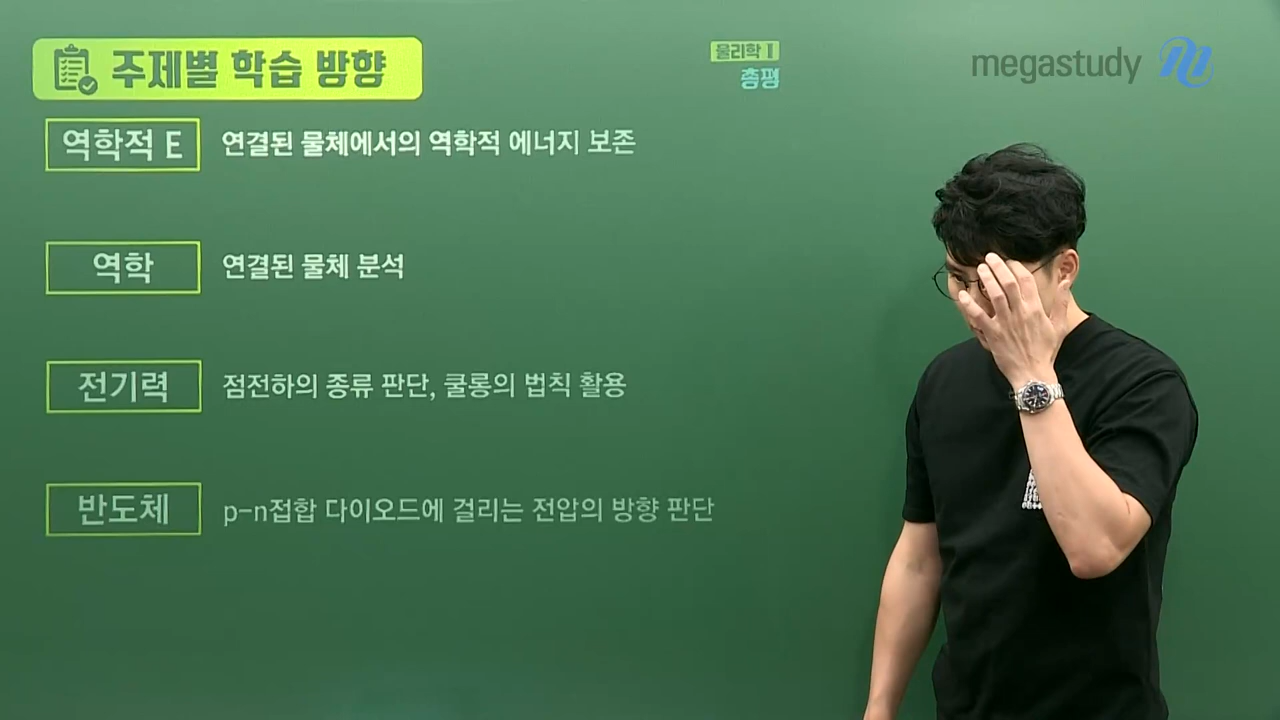 주제별 학습 방향
물리학 Ⅱ
총평
megastudy
역학적 E
연결된 물체에서의 역학적 에너지 보존
역학
연결된 물체 분석
전기력
점전하의 종류 판단, 쿨롱의 법칙 활용
반도체
p-n접합 다이오드에 걸리는 전압의 방향 판단